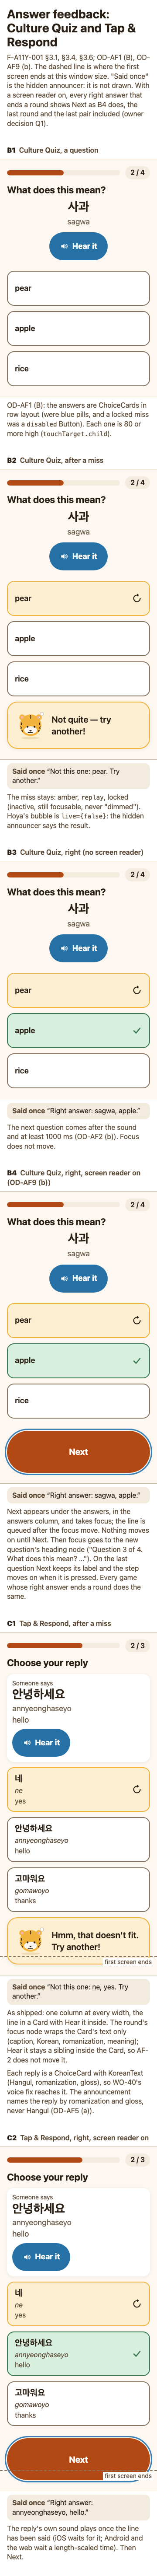 Answer feedback:
Culture Quiz and Tap &
Respond
F-A11Y-001 §3.1, §3.4, §3.6; OD-AF1 (B), OD-
AF9 (b). The dashed line is where the first
screen ends at this window size. "Said once"
is the hidden announcer: it is not drawn. With
a screen reader on, every right answer that
ends a round shows Next as B4 does, the
last round and the last pair included (owner
decision Q1).
B1 Culture Quiz, a question
2 / 4
What does this mean?
사과
sagwa
Hear it
pear
apple
rice
OD-AF1 (B): the answers are ChoiceCards in
row layout (were blue pills, and a locked miss
was a disabled Button). Each one is 80 or
more high (touchTarget.child).
B2 Culture Quiz, after a miss
2 / 4
What does this mean?
사과
sagwa
Hear it
pear
apple
rice
Not quite — try
another!
Said once "Not this one: pear. Try
another."
The miss stays: amber, replay, locked
(inactive, still focusable, never "dimmed").
Hoya's bubble is live={false}: the hidden
announcer says the result.
B3 Culture Quiz, right (no screen reader)
2 / 4
What does this mean?
사과
sagwa
Hear it
pear
apple
rice
Said once "Right answer: sagwa, apple."
The next question comes after the sound
and at least 1000 ms (OD-AF2 (b)). Focus
does not move.
B4 Culture Quiz, right, screen reader on
(OD-AF9 (b))
2 / 4
What does this mean?
사과
sagwa
Hear it
pear
apple
rice
Next
Said once "Right answer: sagwa, apple."
Next appears under the answers, in the
answers column, and takes focus; the line is
queued after the focus move. Nothing moves
on until Next. Then focus goes to the new
question's heading node ("Question 3 of 4.
What does this mean? …"). On the last
question Next keeps its label and the step
moves on when it is pressed. Every game
whose right answer ends a round does the
same.
C1 Tap & Respond, after a miss
2 / 3
Choose your reply
Someone says
안녕하세요
annyeonghaseyo
hello
Hear it
네
ne
yes
안녕하세요
annyeonghaseyo
hello
고마워요
gomawoyo
thanks
Hmm, that doesn't fit.
Try another!
first screen ends
Said once "Not this one: ne, yes. Try
another."
As shipped: one column at every width, the
line in a Card with Hear it inside. The round's
focus node wraps the Card's text only
(caption, Korean, romanization, meaning);
Hear it stays a sibling inside the Card, so AF-
2 does not move it.
Each reply is a ChoiceCard with KoreanText
(Hangul, romanization, gloss), so WO-40's
voice fix reaches it. The announcement
names the reply by romanization and gloss,
never Hangul (OD-AF5 (a)).
C2 Tap & Respond, right, screen reader on
2 / 3
Choose your reply
Someone says
안녕하세요
annyeonghaseyo
hello
Hear it
네
ne
yes
안녕하세요
annyeonghaseyo
hello
고마워요
gomawoyo
thanks
Next
first screen ends
Said once "Right answer:
annyeonghaseyo, hello."
The reply's own sound plays once the line
has been said (iOS waits for it; Android and
the web wait a length-scaled time). Then
Next.